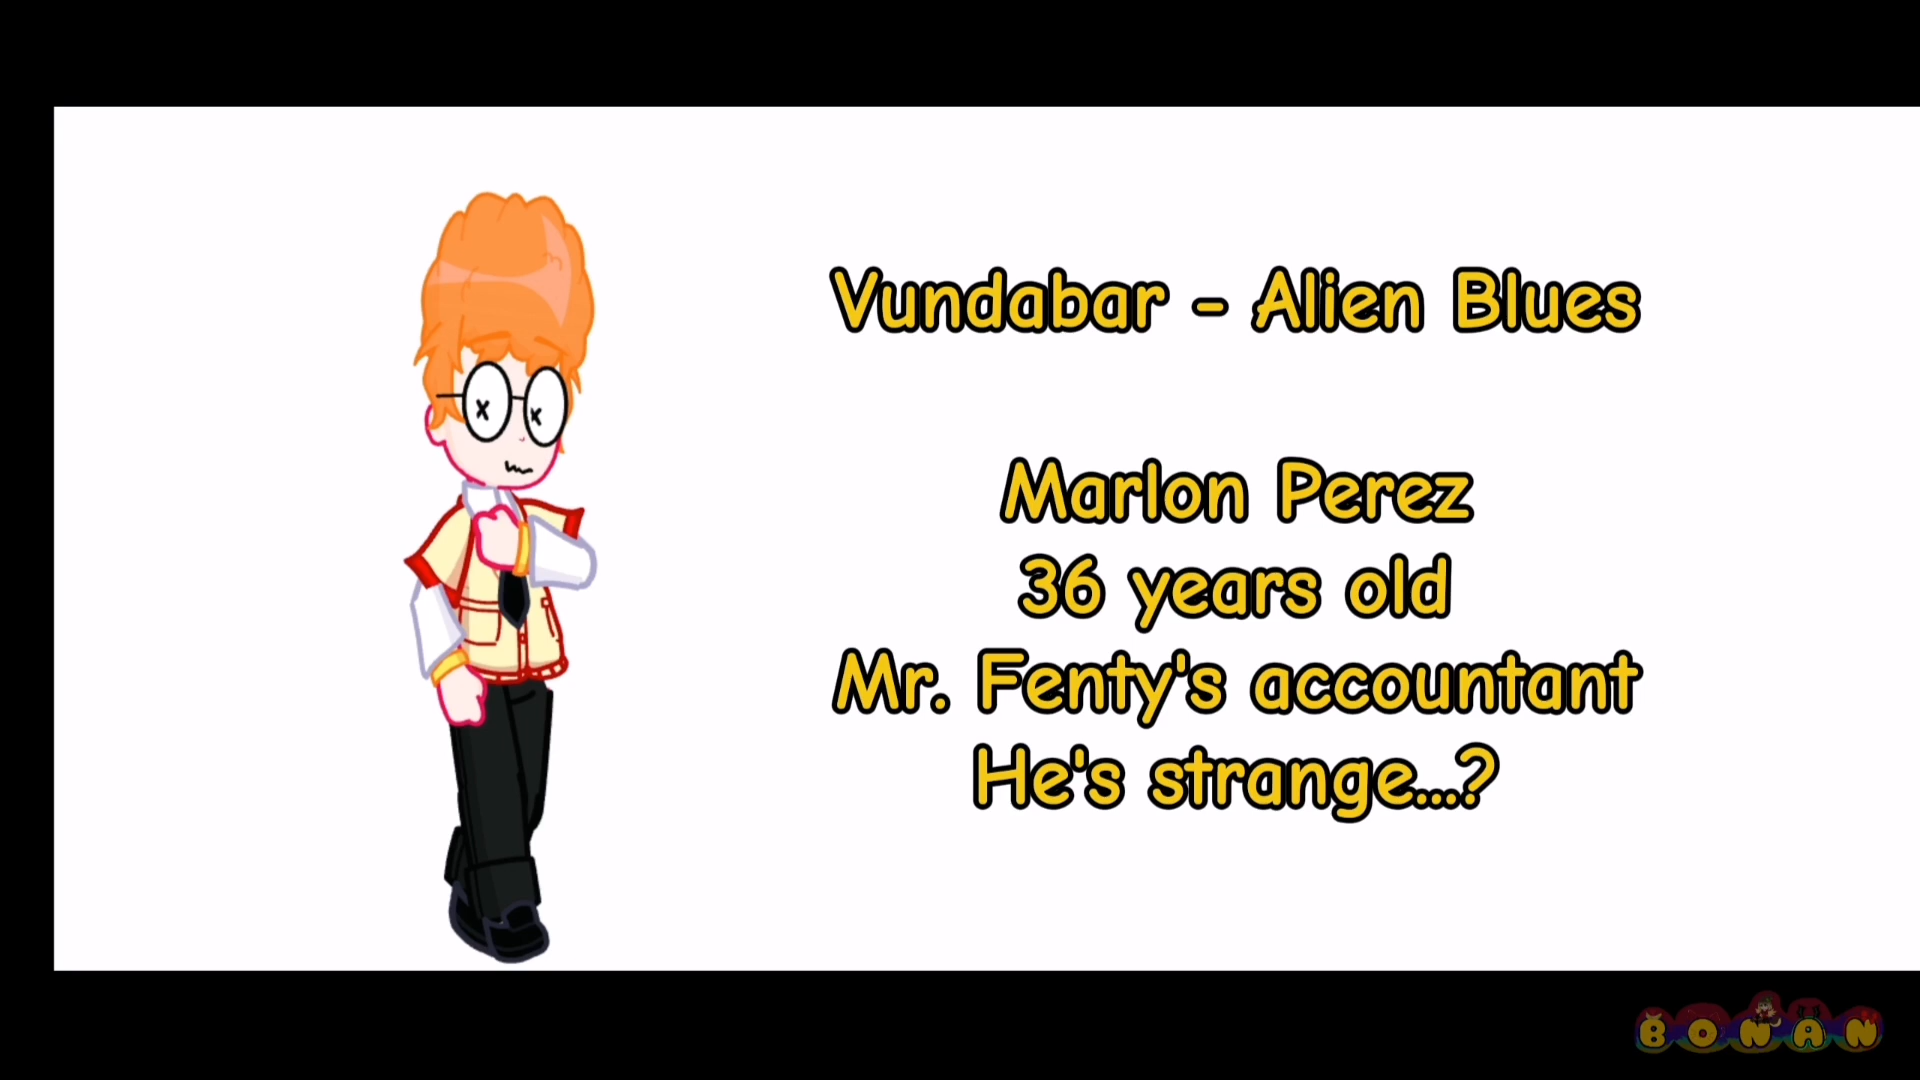 Vundabar - Alien Blues
Marlon Perez
36 years old
Mr. Fenty's accountant
He's strange...?
BONAN